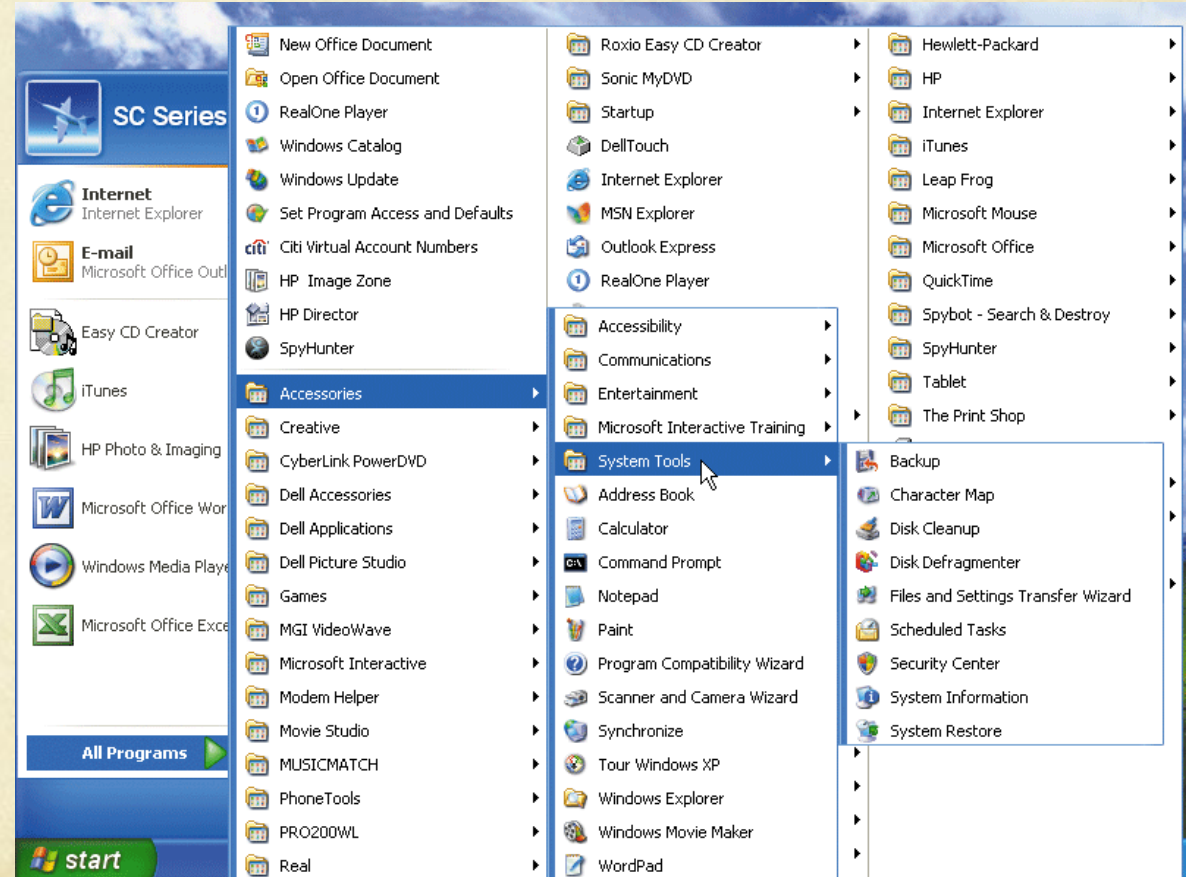 SC Series
Internet
Internet Explorer
E-mail
Microsoft Office Outl
Easy CD Creator
iTunes
HP Photo & Imaging
Microsoft Office Wor
Windows Media Playe
Microsoft Office Exce
All Programs
start
New Office Document
Open Office Document
RealOne Player
Windows Catalog
Windows Update
Set Program Access and Defaults
citi Citi Virtual Account Numbers
HP Image Zone
HP Director
SpyHunter
Accessories
Creative
CyberLink PowerDVD
Dell Accessories
Dell Applications
Dell Picture Studio
Games
MGI VideoWave
Microsoft Interactive
Modem Helper
Movie Studio
MUSICMATCH
PhoneTools
PRO200WL
Real
Roxio Easy CD Creator
Sonic MyDVD
Startup
DellTouch
Internet Explorer
MSN Explorer
Outlook Express
RealOne Player
Accessibility
Communications
Entertainment
Microsoft Interactive Training
System Tools
Address Book
Calculator
Command Prompt
Notepad
Paint
Program Compatibility Wizard
Scanner and Camera Wizard
Synchronize
Tour Windows XP
Windows Explorer
Windows Movie Maker
WordPad
Hewlett-Packard
HP
Internet Explorer
iTunes
Leap Frog
Microsoft Mouse
Microsoft Office
QuickTime
Spybot - Search & Destroy
SpyHunter
Tablet
The Print Shop
Backup
Character Map
Disk Cleanup
Disk Defragmenter
Files and Settings Transfer Wizard
Scheduled Tasks
Security Center
System Information
System Restore